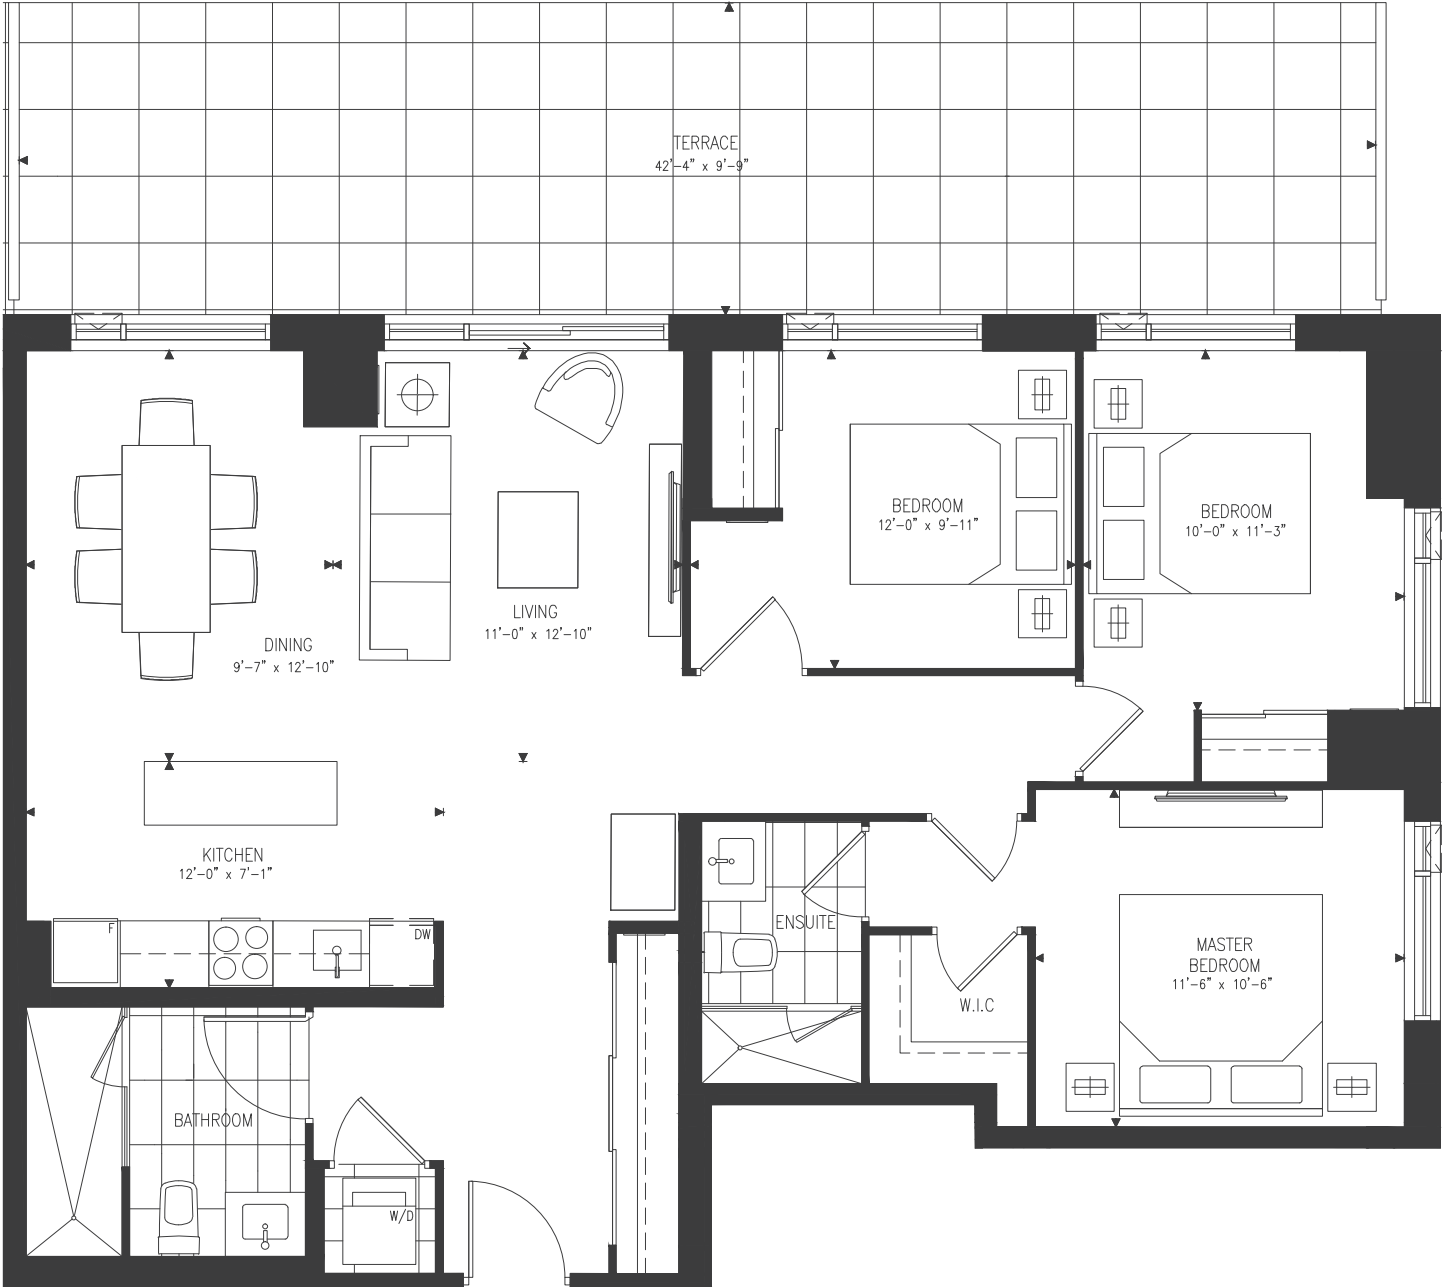 TERRACE
42'-4" x 9'-9"
BEDROOM
12'-0" x 9'-11"
BEDROOM
10'-0" x 11'-3"
LIVING
11'-0" x 12'-10"
DINING
9'-7" x 12'-10"
KITCHEN
12'-0" x 7'-1"
F
DW
ENSUITE
MASTER
BEDROOM
11'-6" x 10'-6"
W.I.C
BATHROOM
W/D